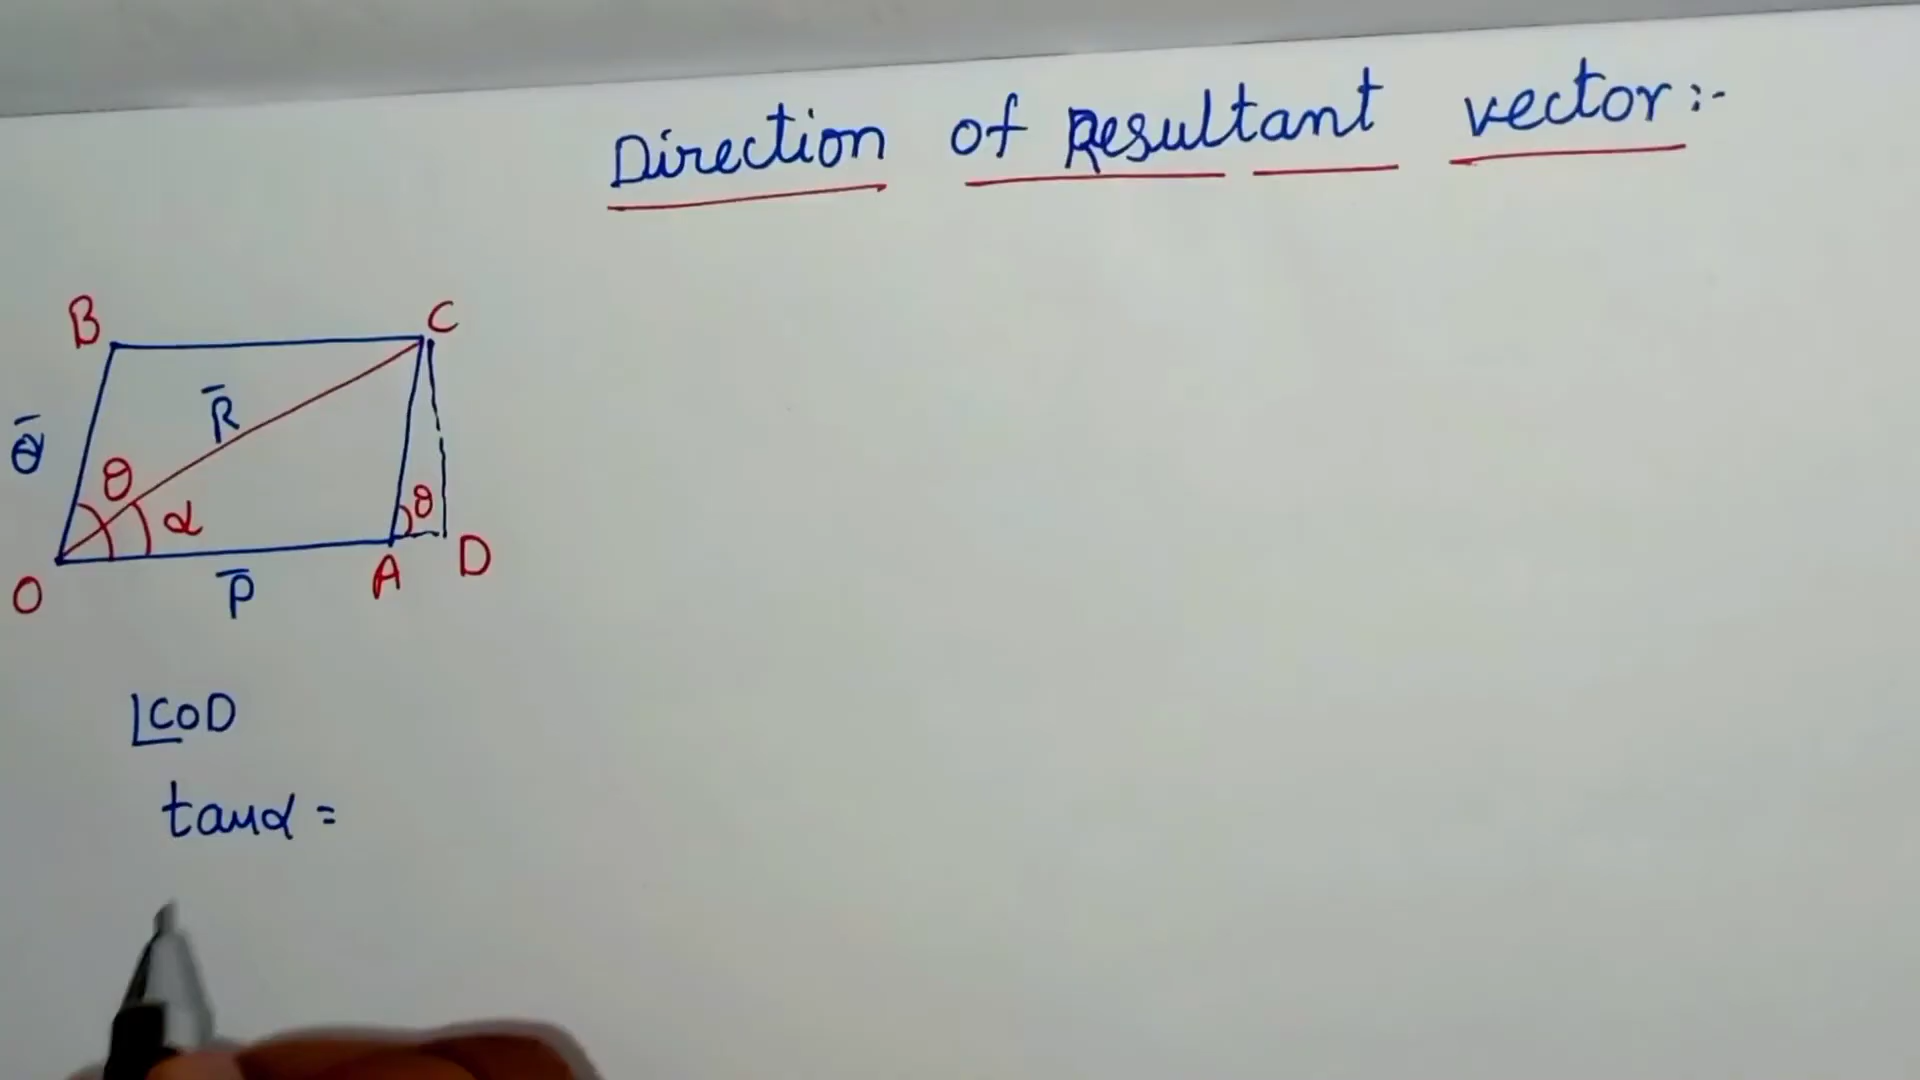 Direction of Resultant vector:-
B
C
R̄
Q̄
θ
θ
α
O
P̄
A
D
∟COD
tanα =